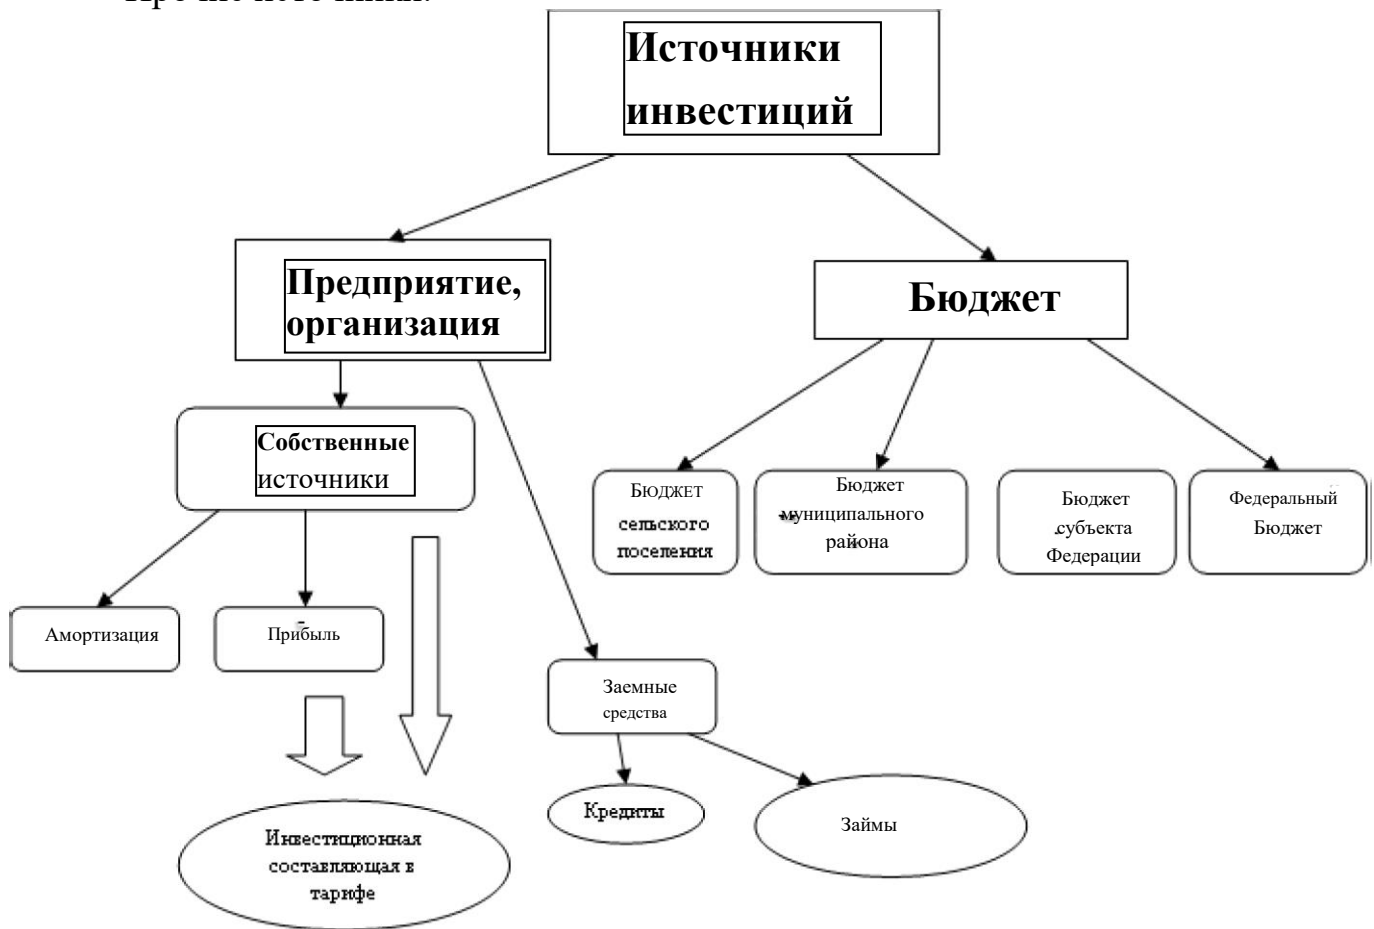 Источники
инвестиций
Предприятие,
организация
Бюджет
Собственные
источники
БЮДЖЕТ
сельского
поселения
Бюджет
муниципального
района
Бюджет
субъекта
Федерации
Федеральный
Бюджет
Амортизация
Прибыль
Заемные
средства
Кредиты
Займы
Инвестиционная
составляющая в
тарифе